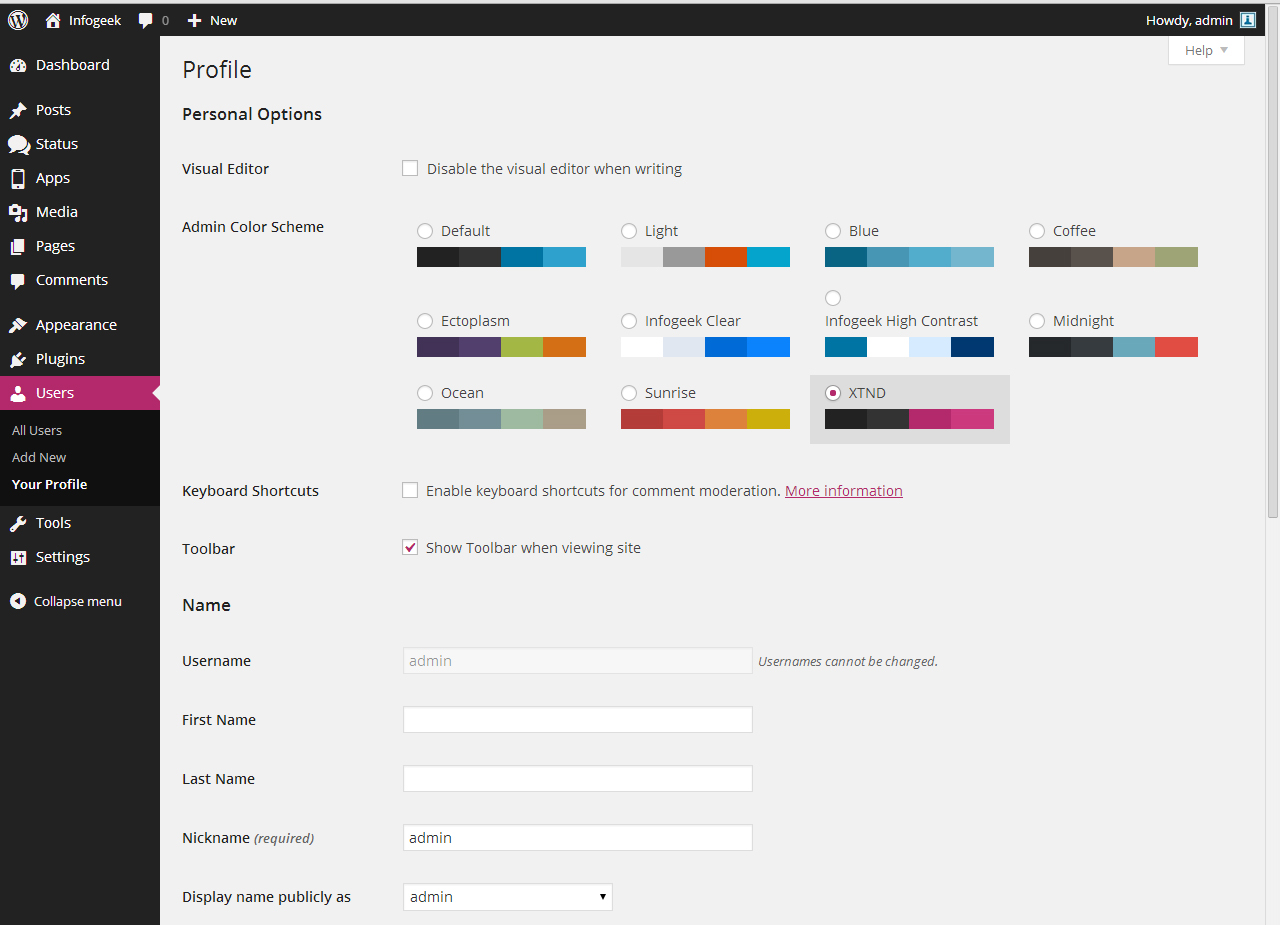 Infogeek 0 New Howdy, admin
Help
Dashboard
Posts
Status
Apps
Media
Pages
Comments
Appearance
Plugins
Users
All Users
Add New
Your Profile
Tools
Settings
Collapse menu
Profile
Personal Options
Visual Editor Disable the visual editor when writing
Admin Color Scheme
Default Light Blue Coffee
Ectoplasm Infogeek Clear Infogeek High Contrast Midnight
Ocean Sunrise XTND
Keyboard Shortcuts Enable keyboard shortcuts for comment moderation. More information
Toolbar Show Toolbar when viewing site
Name
Username admin Usernames cannot be changed.
First Name
Last Name
Nickname (required) admin
Display name publicly as admin